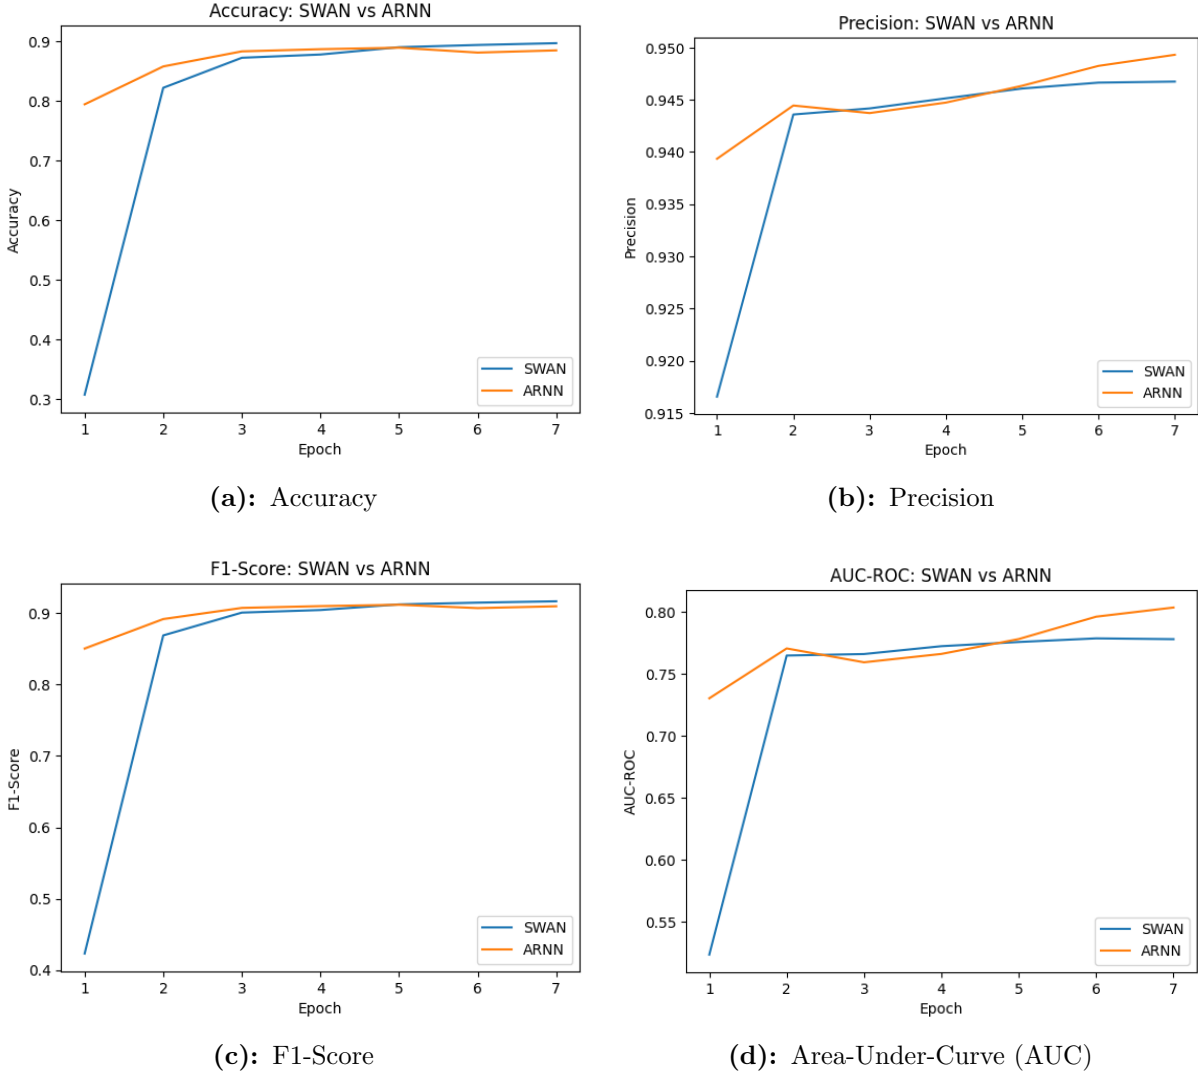 Accuracy: SWAN vs ARNN
0.9
0.8
0.7
0.6
0.5
0.4
0.3
Accuracy
1 2 3 4 5 6 7
Epoch
SWAN
ARNN
(a): Accuracy
Precision: SWAN vs ARNN
0.950
0.945
0.940
0.935
0.930
0.925
0.920
0.915
Precision
1 2 3 4 5 6 7
Epoch
SWAN
ARNN
(b): Precision
F1-Score: SWAN vs ARNN
0.9
0.8
0.7
0.6
0.5
0.4
F1-Score
1 2 3 4 5 6 7
Epoch
SWAN
ARNN
(c): F1-Score
AUC-ROC: SWAN vs ARNN
0.80
0.75
0.70
0.65
0.60
0.55
AUC-ROC
1 2 3 4 5 6 7
Epoch
SWAN
ARNN
(d): Area-Under-Curve (AUC)